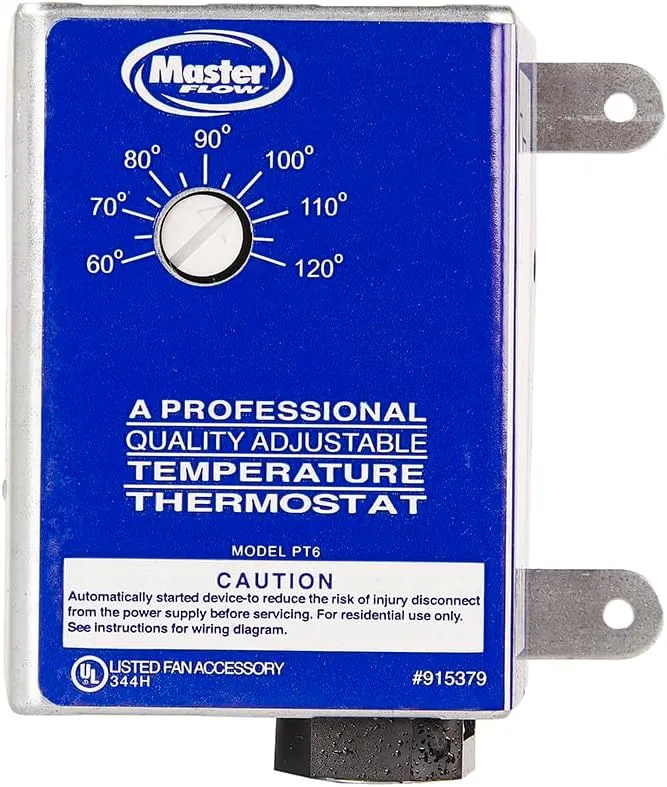 Master
FLOW
90°
80° 100°
70° 110°
60° 120°
A PROFESSIONAL
QUALITY ADJUSTABLE
TEMPERATURE
THERMOSTAT
MODEL PT6
CAUTION
Automatically started device-to reduce the risk of injury disconnect
from the power supply before servicing. For residential use only.
See instructions for wiring diagram.
UL LISTED FAN ACCESSORY
344H #915379